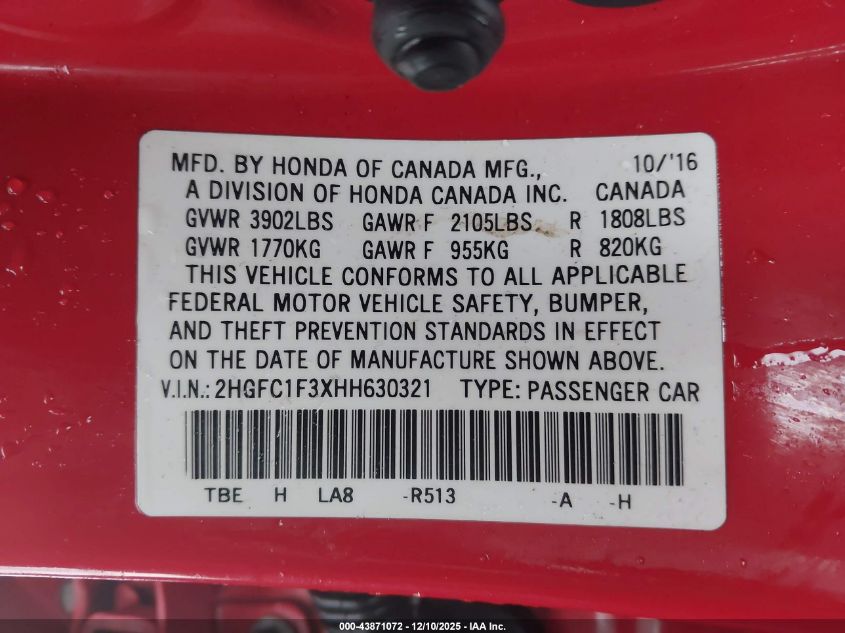 MFD. BY HONDA OF CANADA MFG., 10/'16
A DIVISION OF HONDA CANADA INC. CANADA
GVWR 3902LBS GAWR F 2105LBS R 1808LBS
GVWR 1770KG GAWR F 955KG R 820KG
THIS VEHICLE CONFORMS TO ALL APPLICABLE
FEDERAL MOTOR VEHICLE SAFETY, BUMPER,
AND THEFT PREVENTION STANDARDS IN EFFECT
ON THE DATE OF MANUFACTURE SHOWN ABOVE.
V.I.N.: 2HGFC1F3XHH630321 TYPE: PASSENGER CAR
TBE H LA8 -R513 -A -H
000-43871072 - 12/10/2025 - IAA Inc.